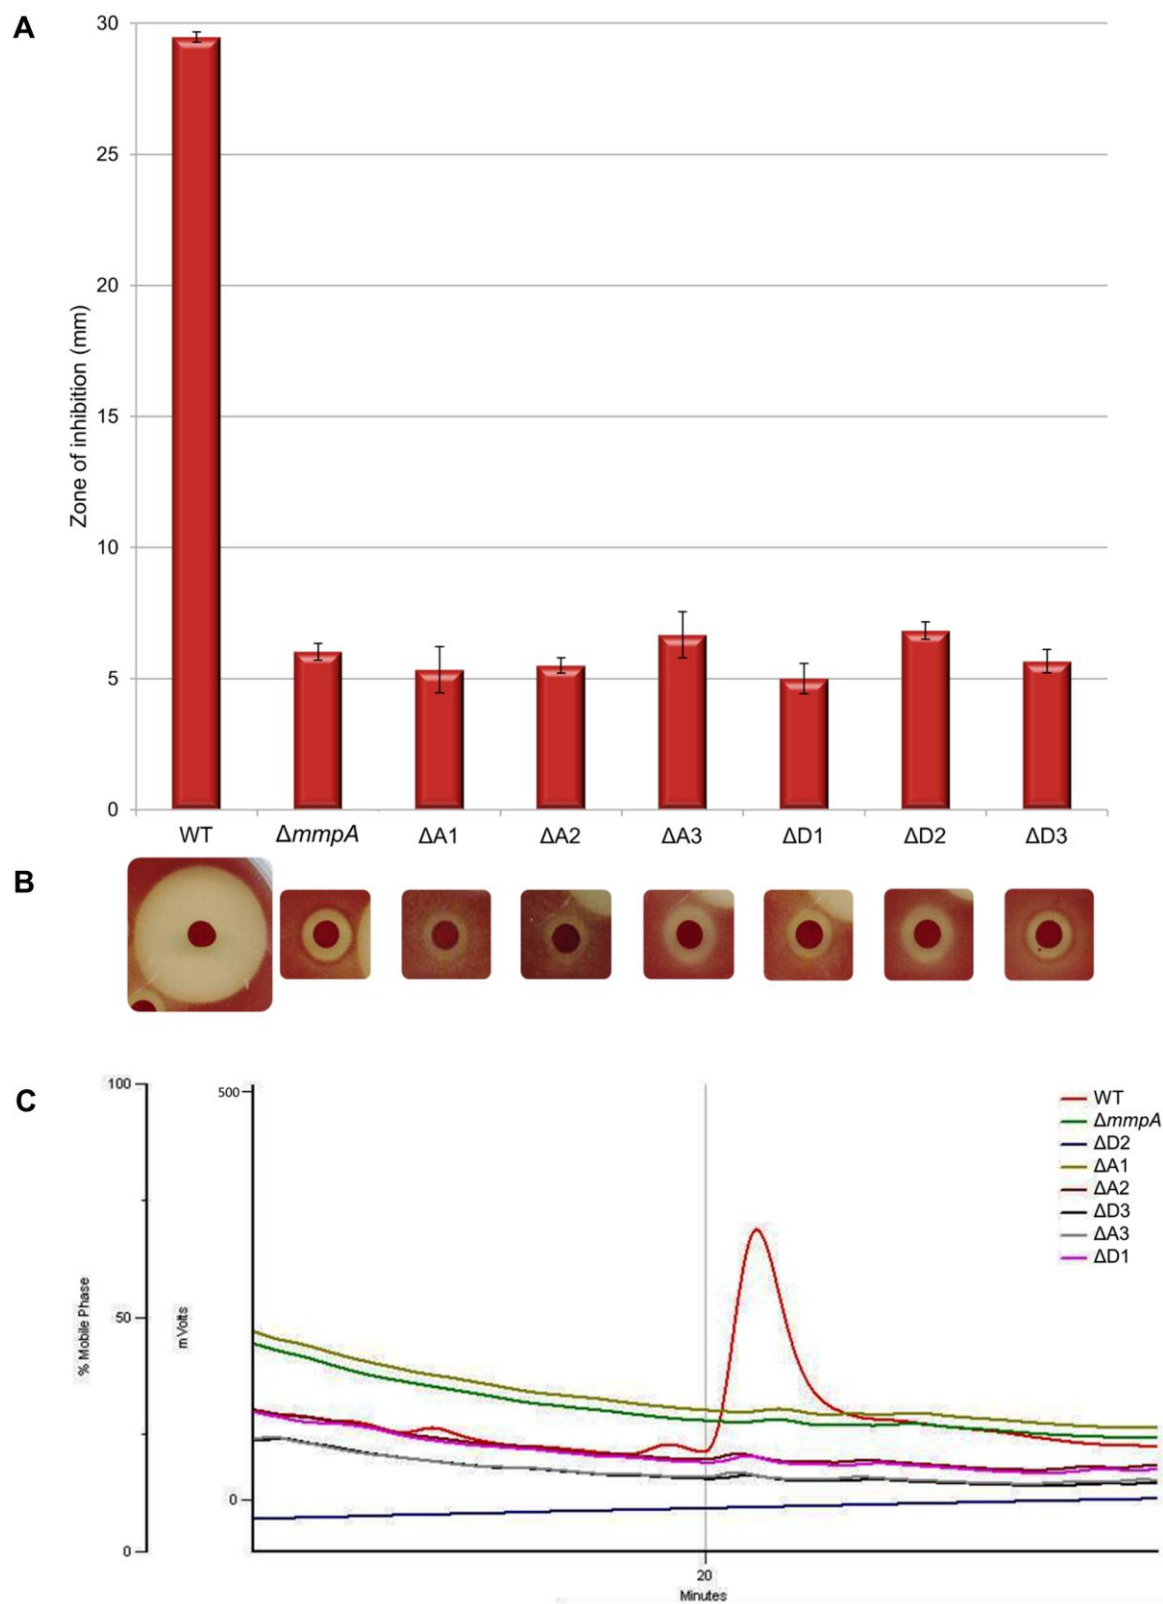 A
30
25
20
15
10
5
0
Zone of inhibition (mm)
WT ΔmmpA ΔA1 ΔA2 ΔA3 ΔD1 ΔD2 ΔD3
B
C
100
50
0
% Mobile Phase
500
0
mVolts
20
Minutes
WT
ΔmmpA
ΔD2
ΔA1
ΔA2
ΔD3
ΔA3
ΔD1